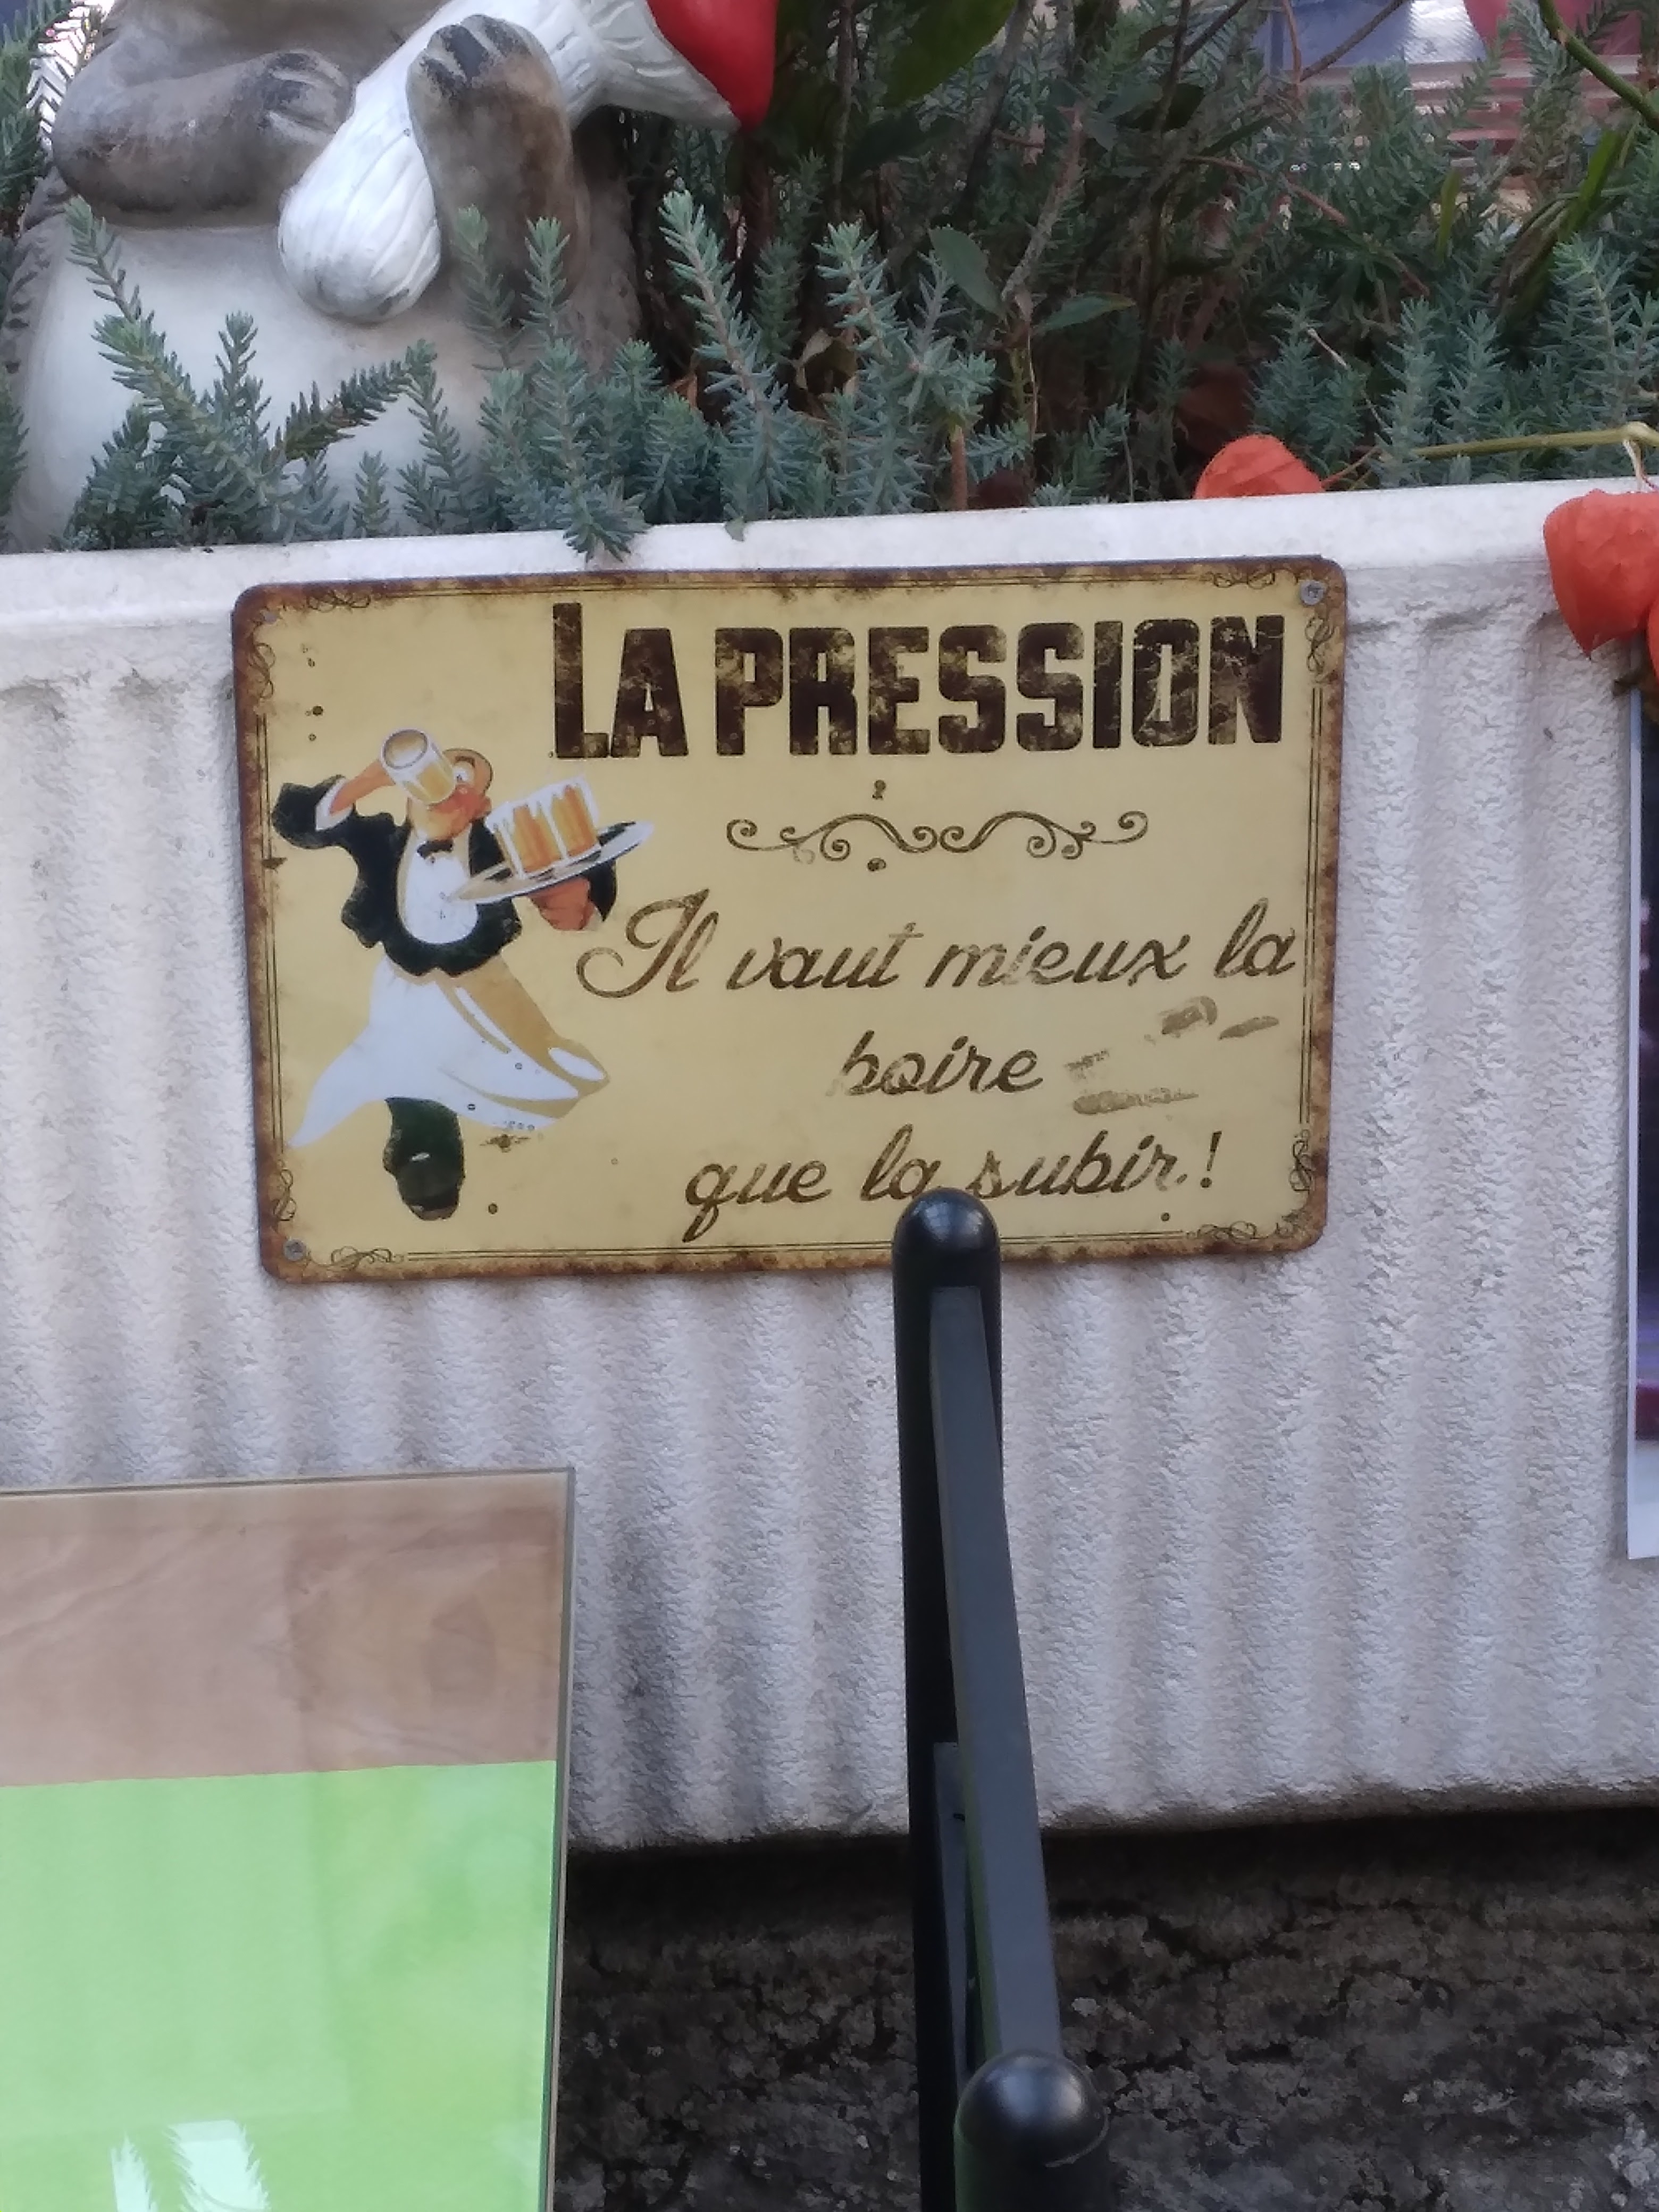 LA PRESSION
Il vaut mieux la
boire
que la subir.!